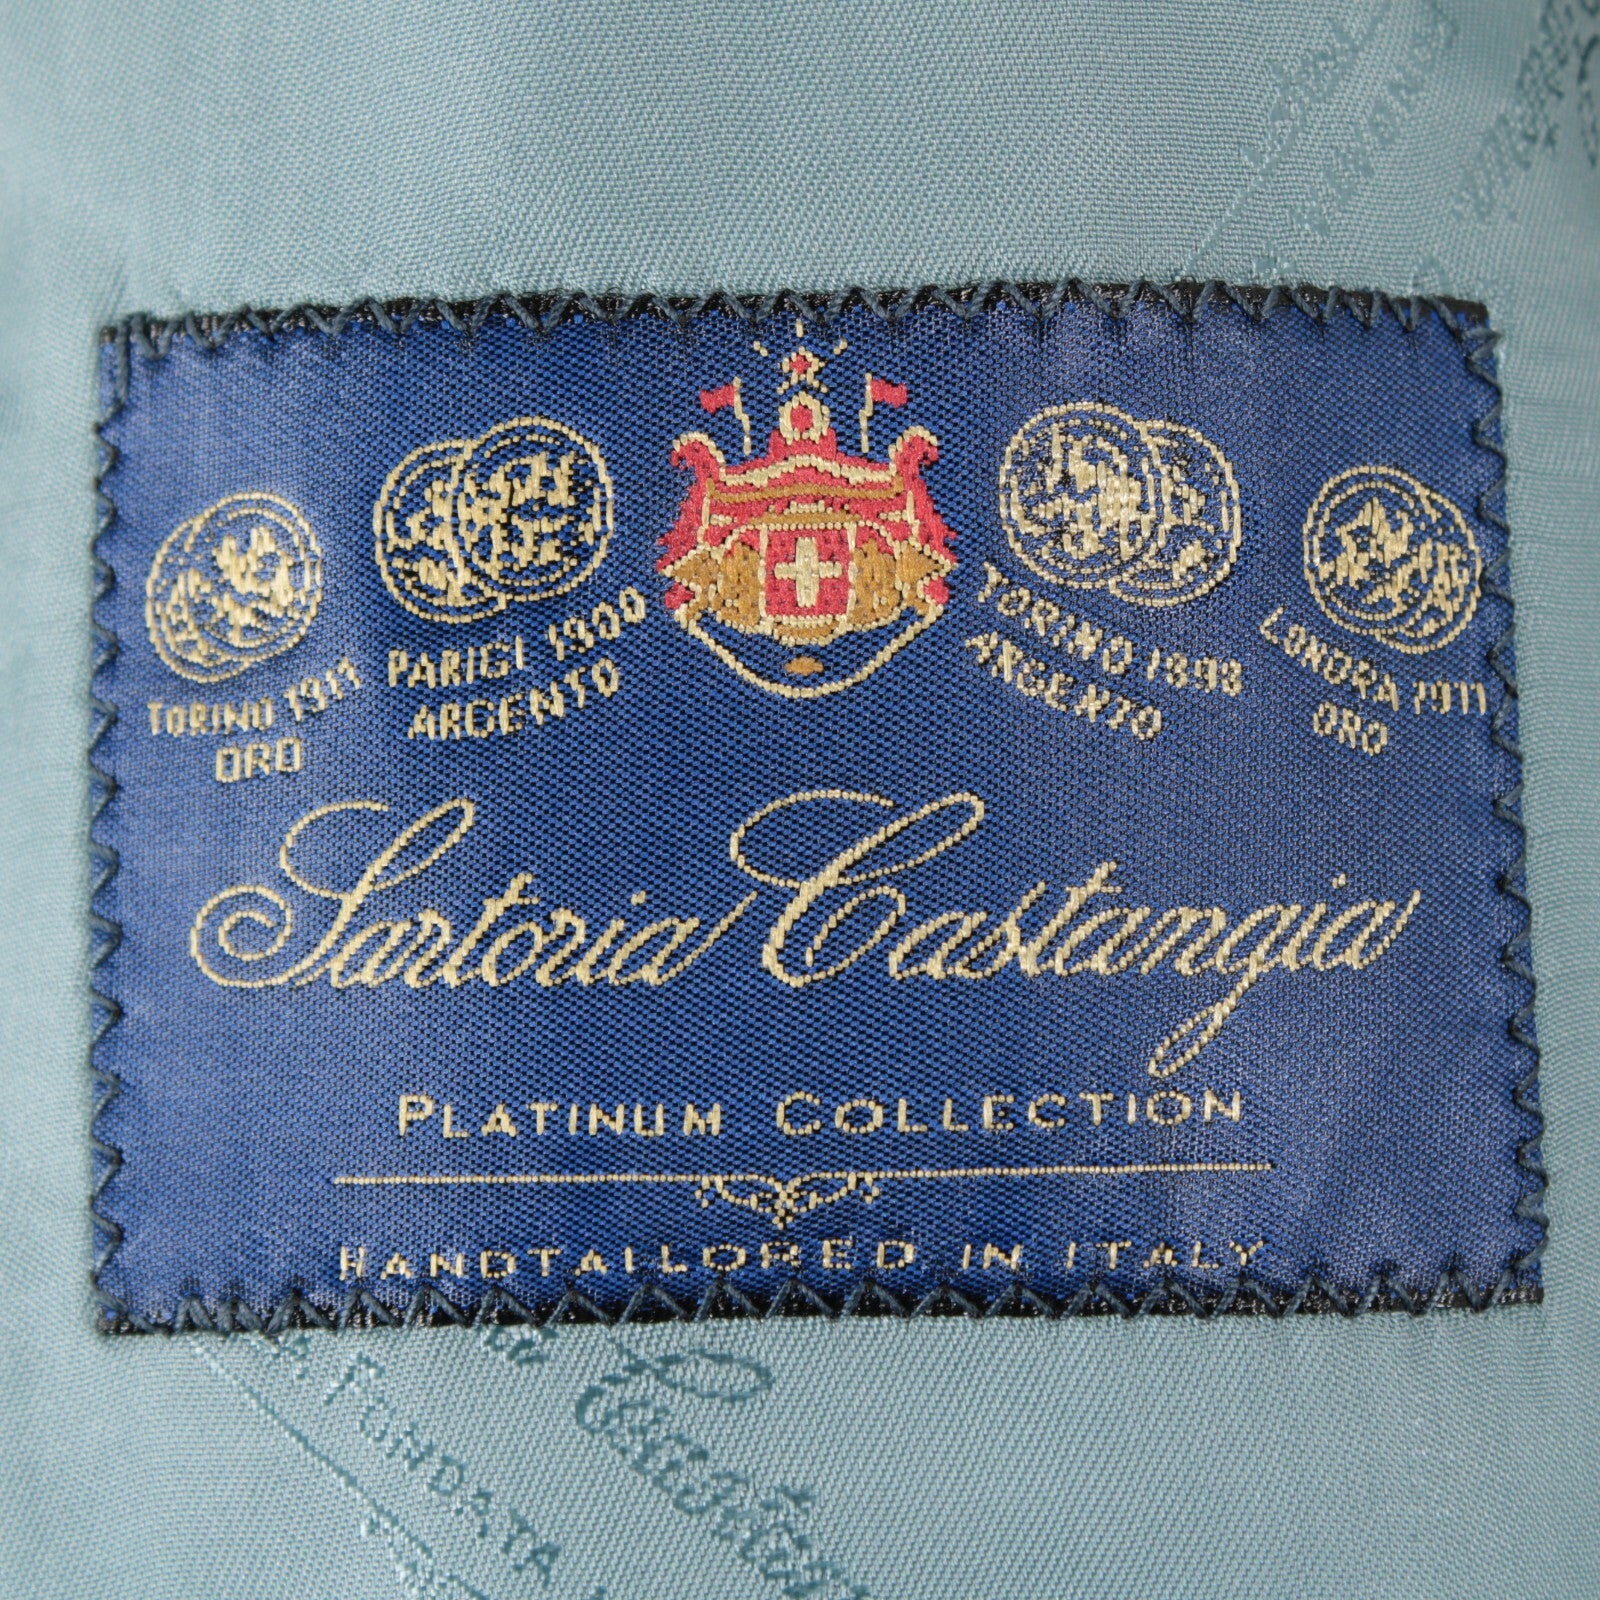 TORINO 1911
ORO
PARIGI 1900
ARGENTO
TORINO 1898
ARGENTO
LONDRA 1911
ORO
Sartoria Castangia
PLATINUM COLLECTION
HANDTAILORED IN ITALY
FONDATA